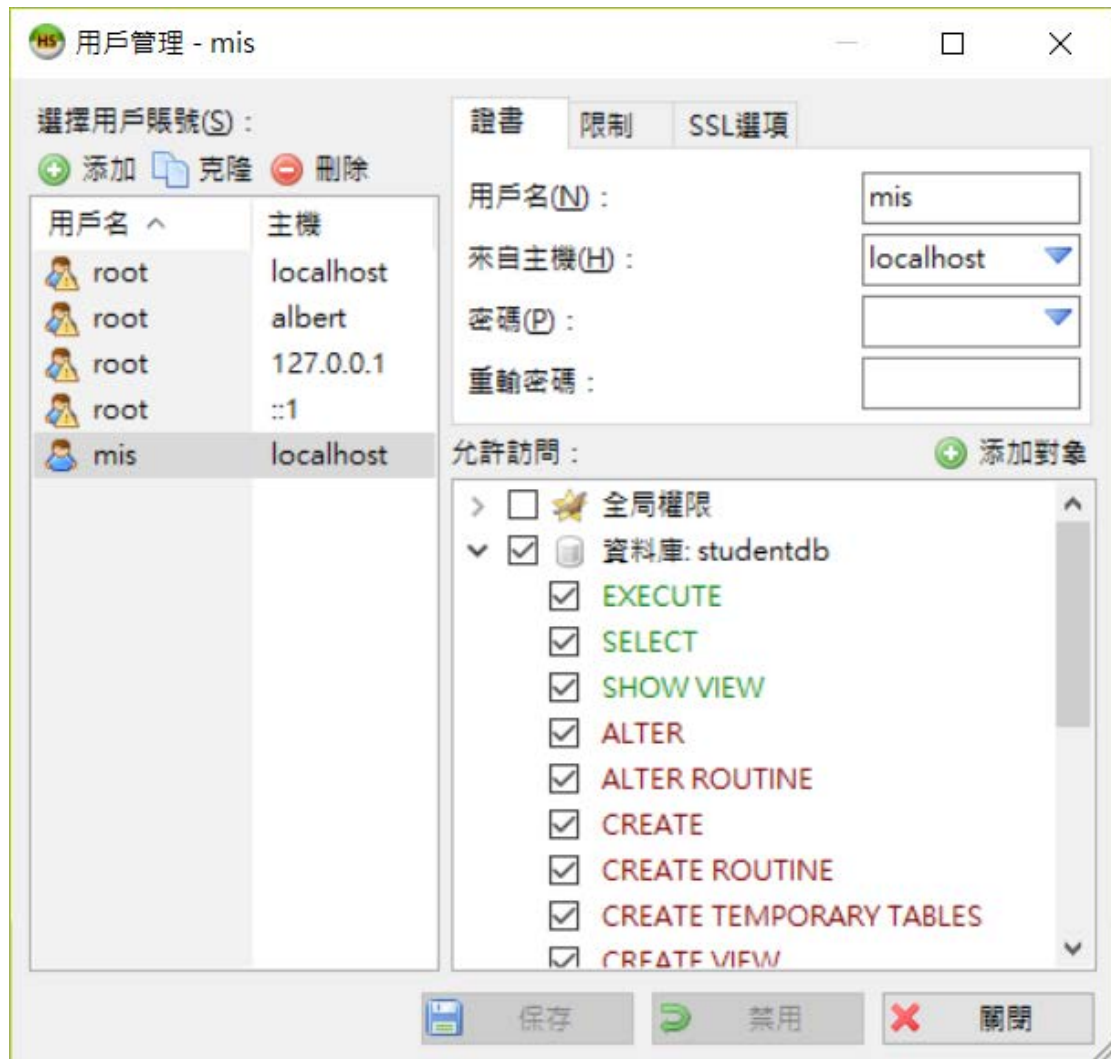 HS 用戶管理 - mis
選擇用戶賬號(S)：
添加 克隆 刪除
用戶名 主機
root localhost
root albert
root 127.0.0.1
root ::1
mis localhost
證書 限制 SSL選項
用戶名(N)： mis
來自主機(H)： localhost
密碼(P)：
重輸密碼：
允許訪問： 添加對象
全局權限
資料庫: studentdb
EXECUTE
SELECT
SHOW VIEW
ALTER
ALTER ROUTINE
CREATE
CREATE ROUTINE
CREATE TEMPORARY TABLES
CREATE VIEW
保存 禁用 關閉